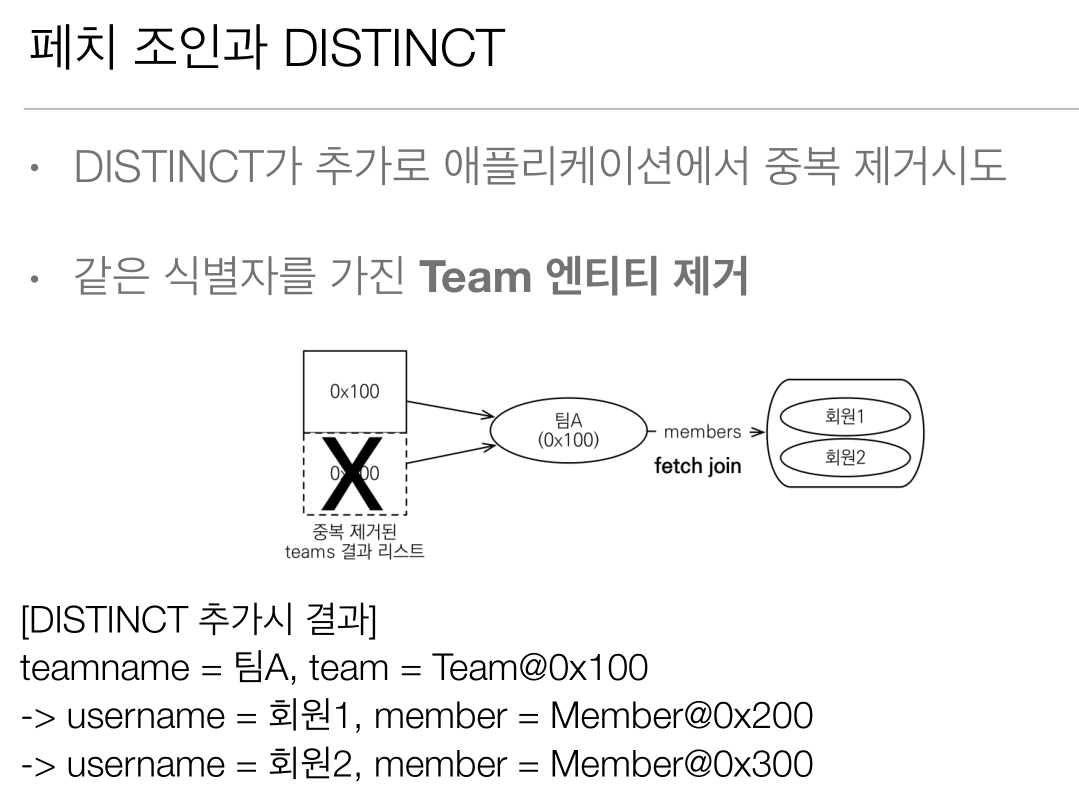 페치 조인과 DISTINCT
• DISTINCT가 추가로 애플리케이션에서 중복 제거시도
• 같은 식별자를 가진 Team 엔티티 제거
0x100
팀A
(0x100)
members
fetch join
회원1
회원2
중복 제거된
teams 결과 리스트
[DISTINCT 추가시 결과]
teamname = 팀A, team = Team@0x100
-> username = 회원1, member = Member@0x200
-> username = 회원2, member = Member@0x300